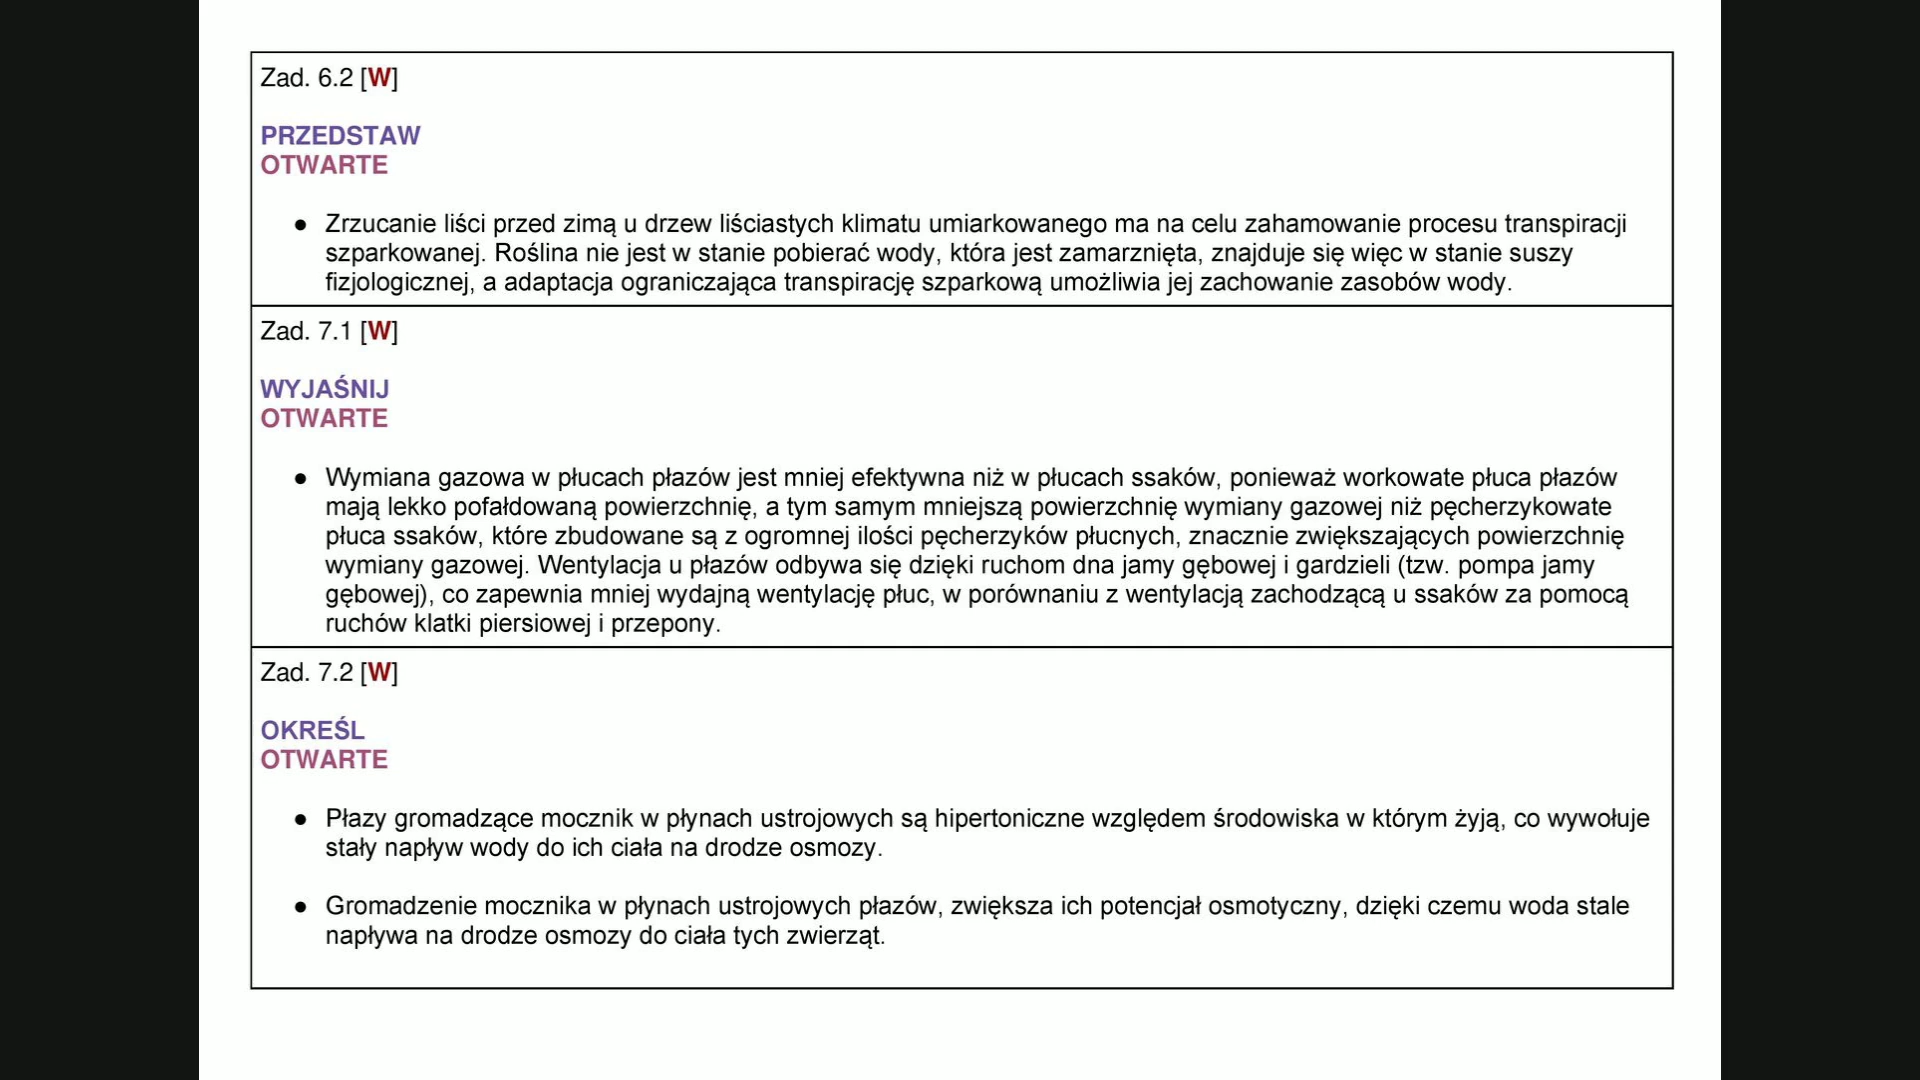 Zad. 6.2 [W]
PRZEDSTAW
OTWARTE
● Zrzucanie liści przed zimą u drzew liściastych klimatu umiarkowanego ma na celu zahamowanie procesu transpiracji
szparkowanej. Roślina nie jest w stanie pobierać wody, która jest zamarznięta, znajduje się więc w stanie suszy
fizjologicznej, a adaptacja ograniczająca transpirację szparkową umożliwia jej zachowanie zasobów wody.
Zad. 7.1 [W]
WYJAŚNIJ
OTWARTE
● Wymiana gazowa w płucach płazów jest mniej efektywna niż w płucach ssaków, ponieważ workowate płuca płazów
mają lekko pofałdowaną powierzchnię, a tym samym mniejszą powierzchnię wymiany gazowej niż pęcherzykowate
płuca ssaków, które zbudowane są z ogromnej ilości pęcherzyków płucnych, znacznie zwiększających powierzchnię
wymiany gazowej. Wentylacja u płazów odbywa się dzięki ruchom dna jamy gębowej i gardzieli (tzw. pompa jamy
gębowej), co zapewnia mniej wydajną wentylację płuc, w porównaniu z wentylacją zachodzącą u ssaków za pomocą
ruchów klatki piersiowej i przepony.
Zad. 7.2 [W]
OKREŚL
OTWARTE
● Płazy gromadzące mocznik w płynach ustrojowych są hipertoniczne względem środowiska w którym żyją, co wywołuje
stały napływ wody do ich ciała na drodze osmozy.
● Gromadzenie mocznika w płynach ustrojowych płazów, zwiększa ich potencjał osmotyczny, dzięki czemu woda stale
napływa na drodze osmozy do ciała tych zwierząt.